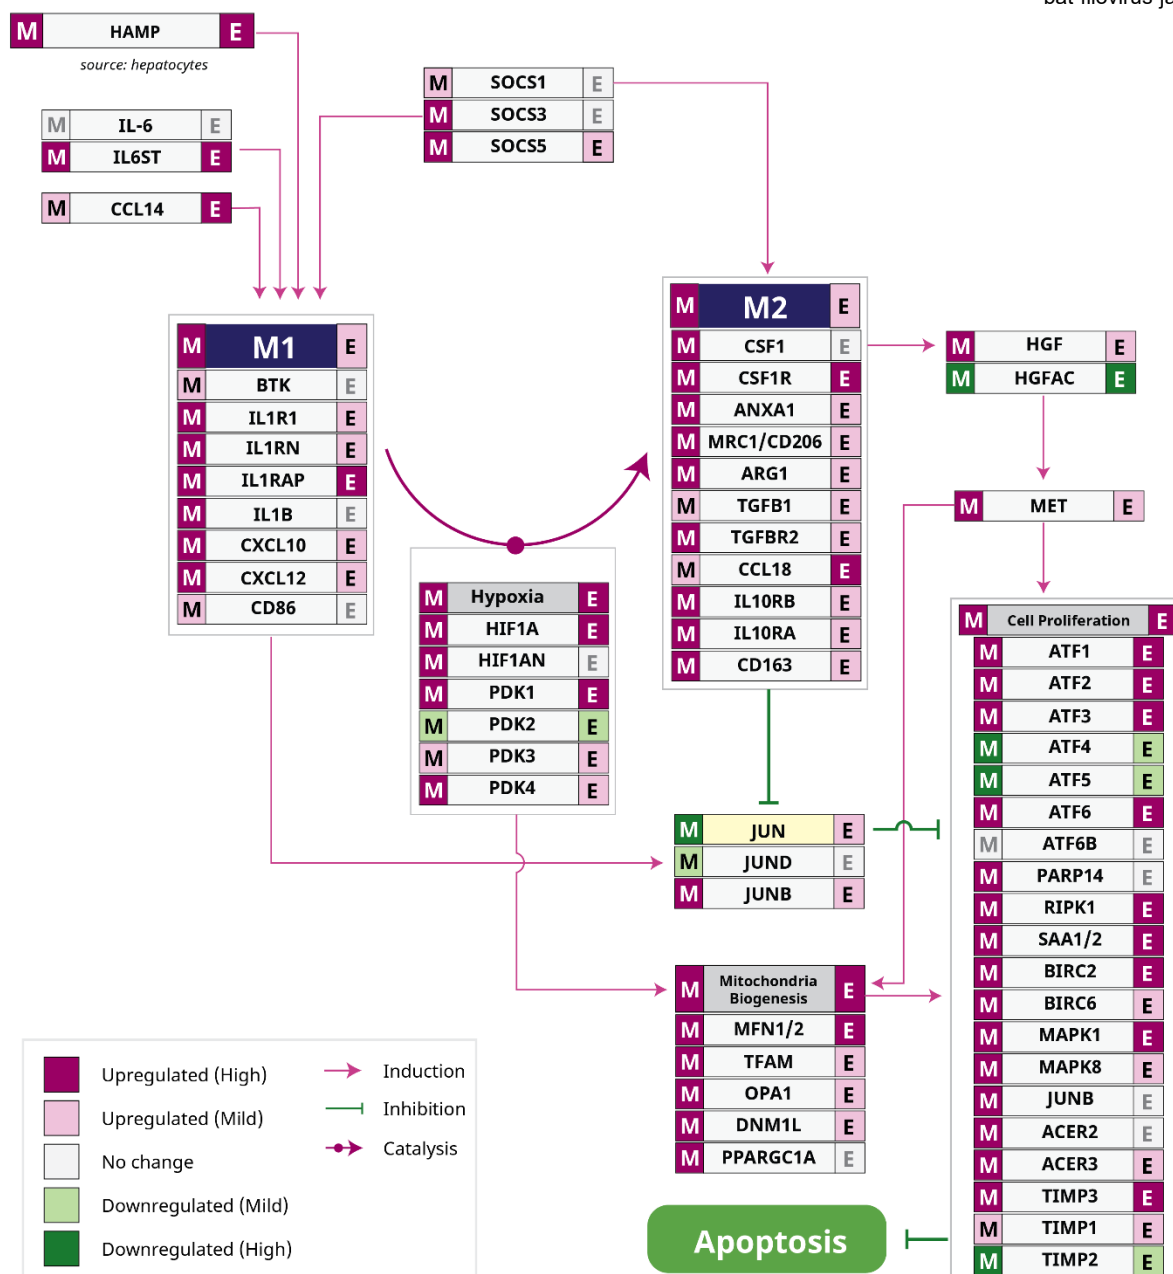 bat filovirus ja
M HAMP E
source: hepatocytes
M IL-6 E
M IL6ST E
M CCL14 E
M SOCS1 E
M SOCS3 E
M SOCS5 E
M M1 E
M BTK E
M IL1R1 E
M IL1RN E
M IL1RAP E
M IL1B E
M CXCL10 E
M CXCL12 E
M CD86 E
M Hypoxia E
M HIF1A E
M HIF1AN E
M PDK1 E
M PDK2 E
M PDK3 E
M PDK4 E
M M2 E
M CSF1 E
M CSF1R E
M ANXA1 E
M MRC1/CD206 E
M ARG1 E
M TGFB1 E
M TGFBR2 E
M CCL18 E
M IL10RB E
M IL10RA E
M CD163 E
M JUN E
M JUND E
M JUNB E
M Mitochondria E
Biogenesis
M MFN1/2 E
M TFAM E
M OPA1 E
M DNM1L E
M PPARGC1A E
Apoptosis
M HGF E
M HGFAC E
M MET E
M Cell Proliferation E
M ATF1 E
M ATF2 E
M ATF3 E
M ATF4 E
M ATF5 E
M ATF6 E
M ATF6B E
M PARP14 E
M RIPK1 E
M SAA1/2 E
M BIRC2 E
M BIRC6 E
M MAPK1 E
M MAPK8 E
M JUNB E
M ACER2 E
M ACER3 E
M TIMP3 E
M TIMP1 E
M TIMP2 E
Upregulated (High)
Upregulated (Mild)
No change
Downregulated (Mild)
Downregulated (High)
Induction
Inhibition
Catalysis